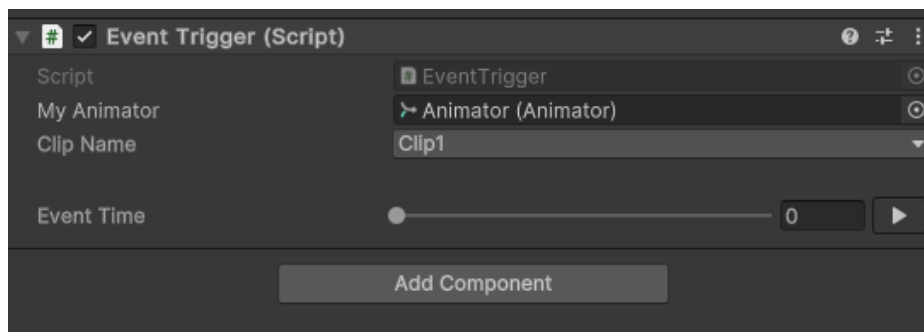 Event Trigger (Script)
Script EventTrigger
My Animator Animator (Animator)
Clip Name Clip1
Event Time 0
Add Component